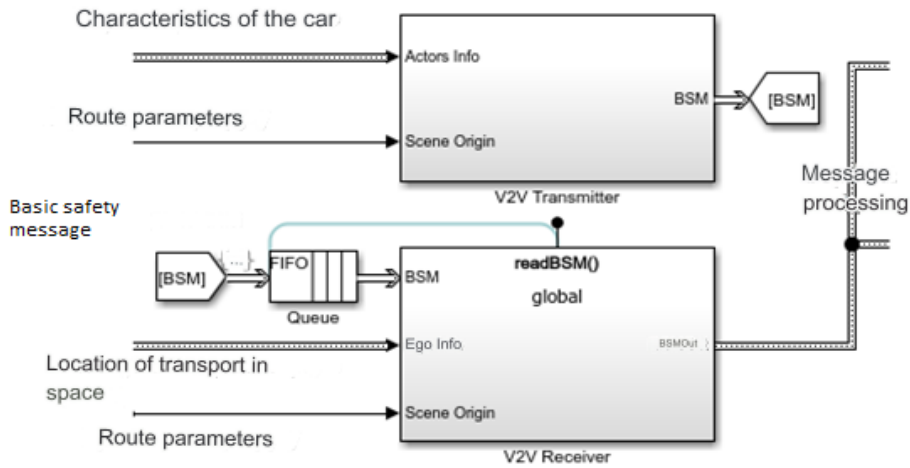 Characteristics of the car
Actors Info
Route parameters
BSM
[BSM]
Scene Origin
V2V Transmitter
Message
processing
Basic safety
message
[BSM]
{...}
FIFO
Queue
BSM
readBSM()
global
Ego Info
BSMOut
Location of transport in
space
Scene Origin
Route parameters
V2V Receiver